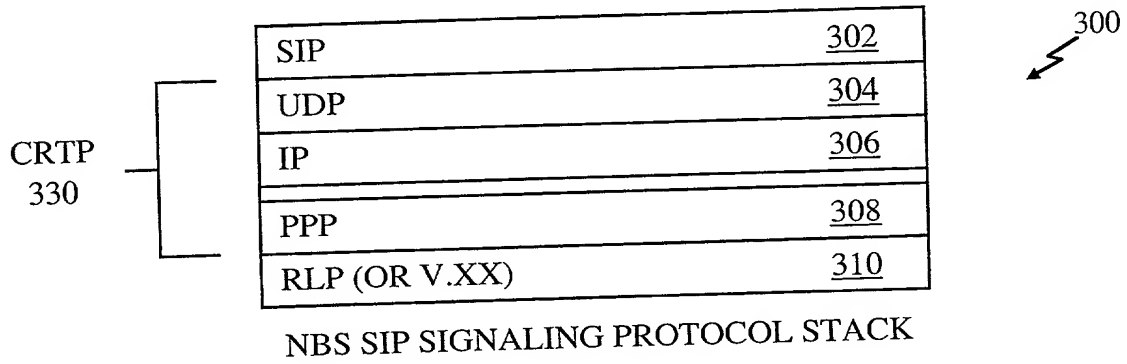 300
SIP 302
UDP 304
CRTP
330
IP 306
PPP 308
RLP (OR V.XX) 310
NBS SIP SIGNALING PROTOCOL STACK